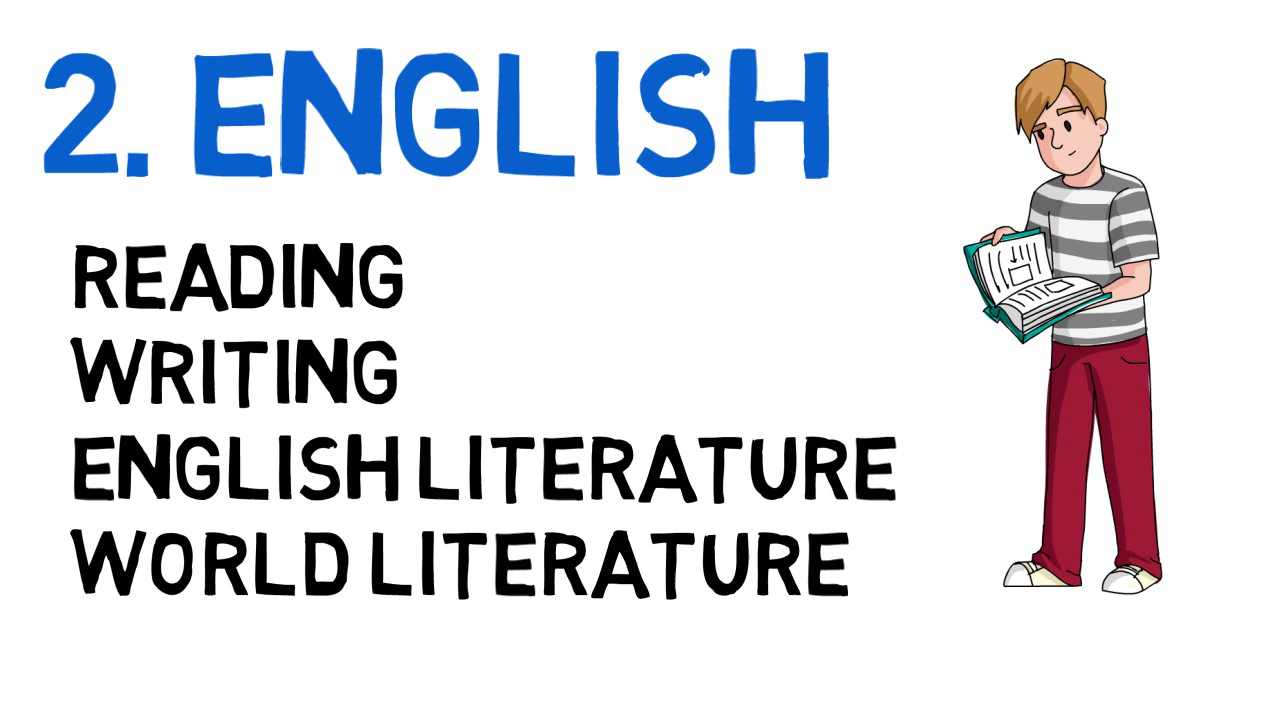 2. ENGLISH
READING
WRITING
ENGLISH LITERATURE
WORLD LITERATURE